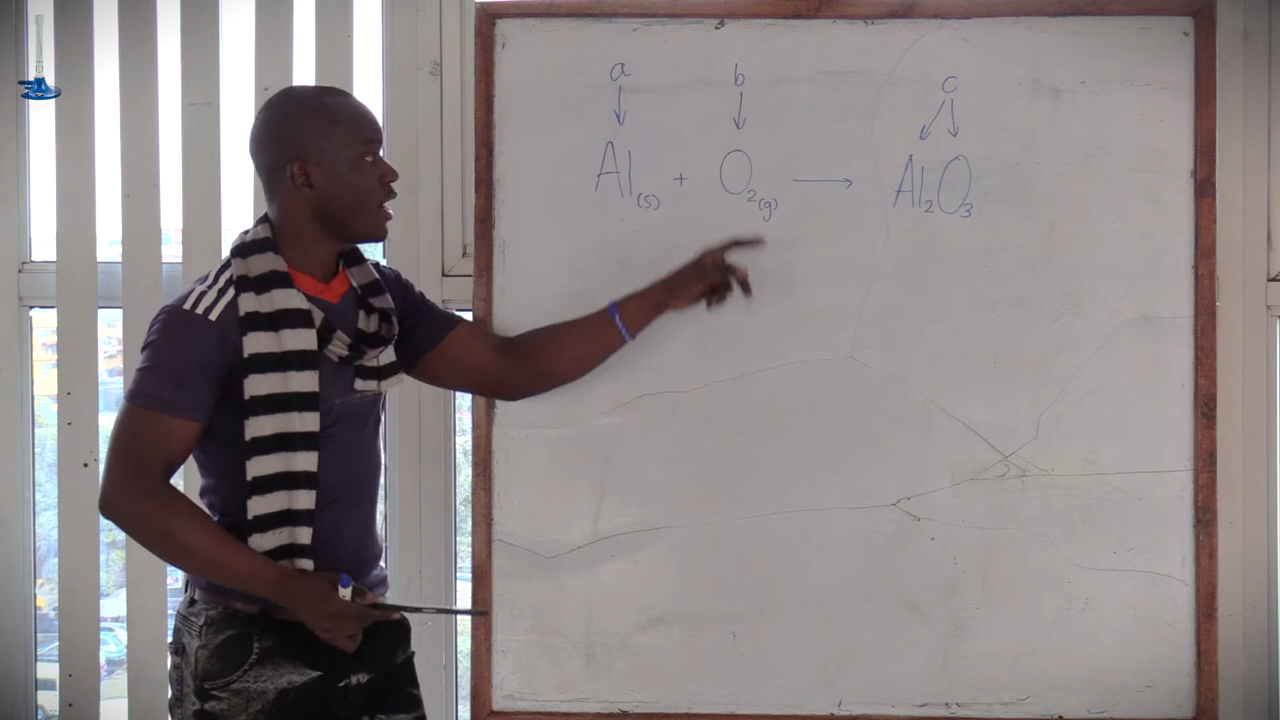 a b c
↓ ↓ ↙↓
Al(s) + O₂(g) → Al₂O₃